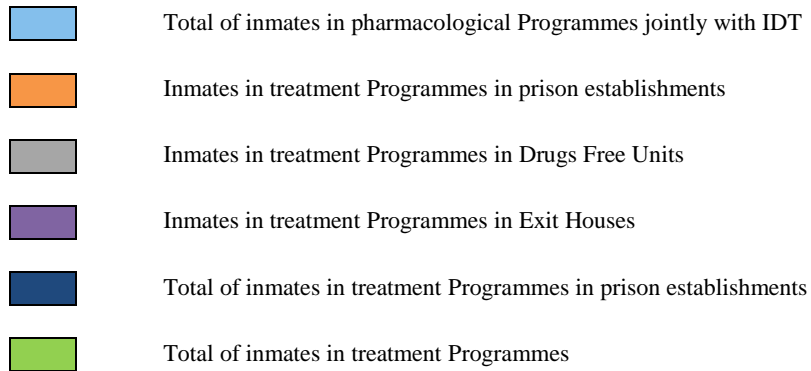 Total of inmates in pharmacological Programmes jointly with IDT
Inmates in treatment Programmes in prison establishments
Inmates in treatment Programmes in Drugs Free Units
Inmates in treatment Programmes in Exit Houses
Total of inmates in treatment Programmes in prison establishments
Total of inmates in treatment Programmes